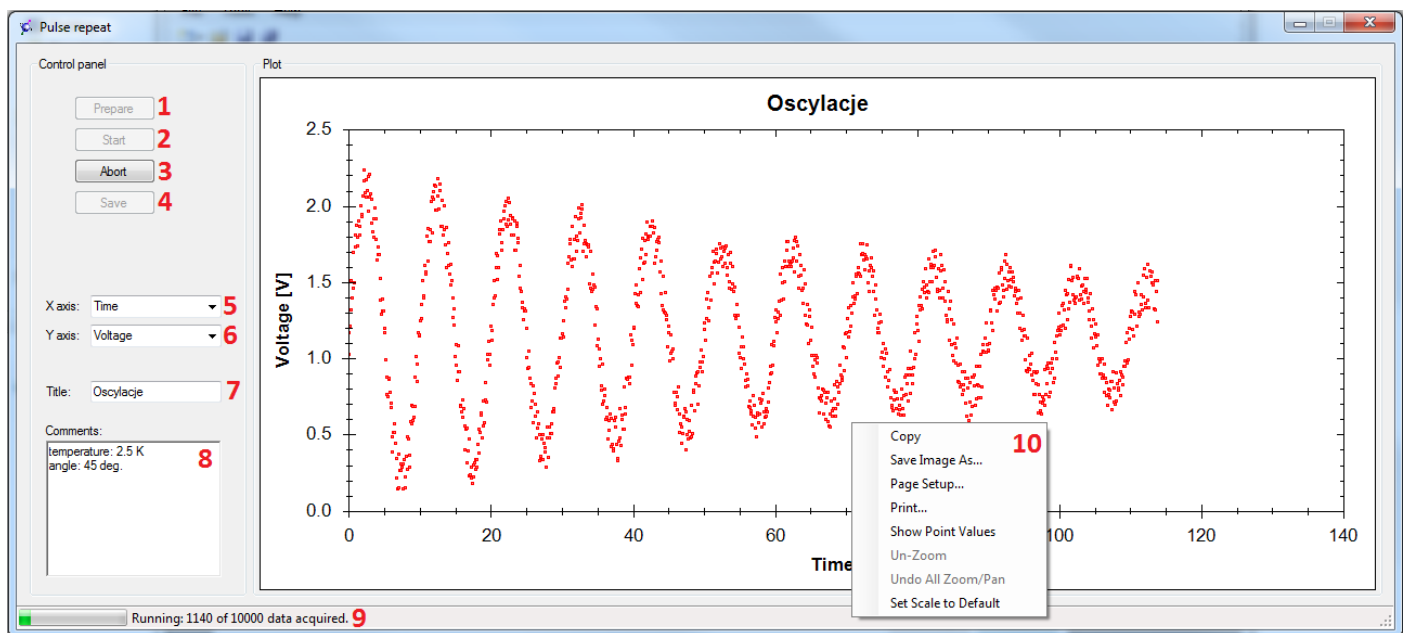 Pulse repeat
Control panel
Prepare 1
Start 2
Abort 3
Save 4
X axis: Time 5
Y axis: Voltage 6
Title: Oscylacje 7
Comments:
temperature: 2.5 K
angle: 45 deg.
8
Plot
Oscylacje
Voltage [V]
2.5
2.0
1.5
1.0
0.5
0.0
0 20 40 60 100 120 140
Time
Copy 10
Save Image As...
Page Setup...
Print...
Show Point Values
Un-Zoom
Undo All Zoom/Pan
Set Scale to Default
Running: 1140 of 10000 data acquired. 9